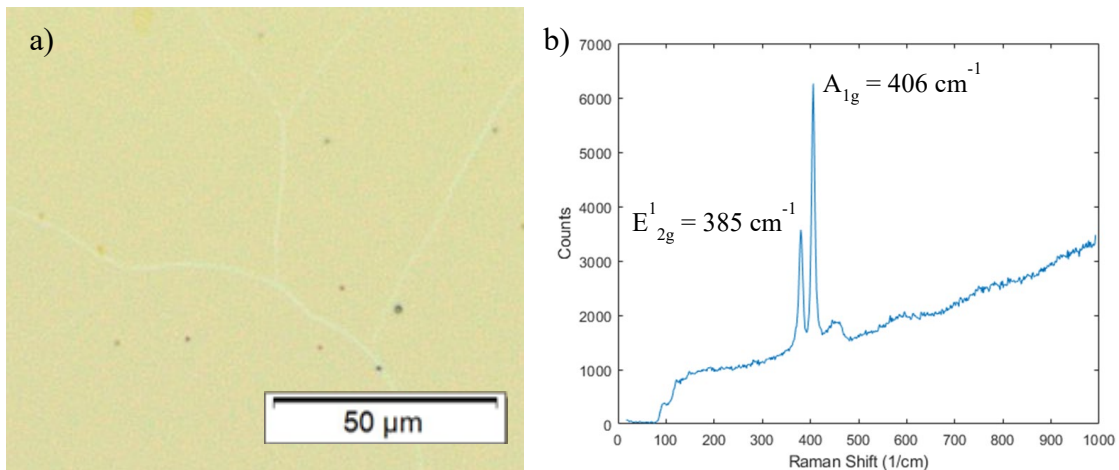 a)
50 µm
b)
7000
6000
5000
4000
3000
2000
1000
0
A1g = 406 cm-1
E12g = 385 cm-1
Counts
0 100 200 300 400 500 600 700 800 900 1000
Raman Shift (1/cm)